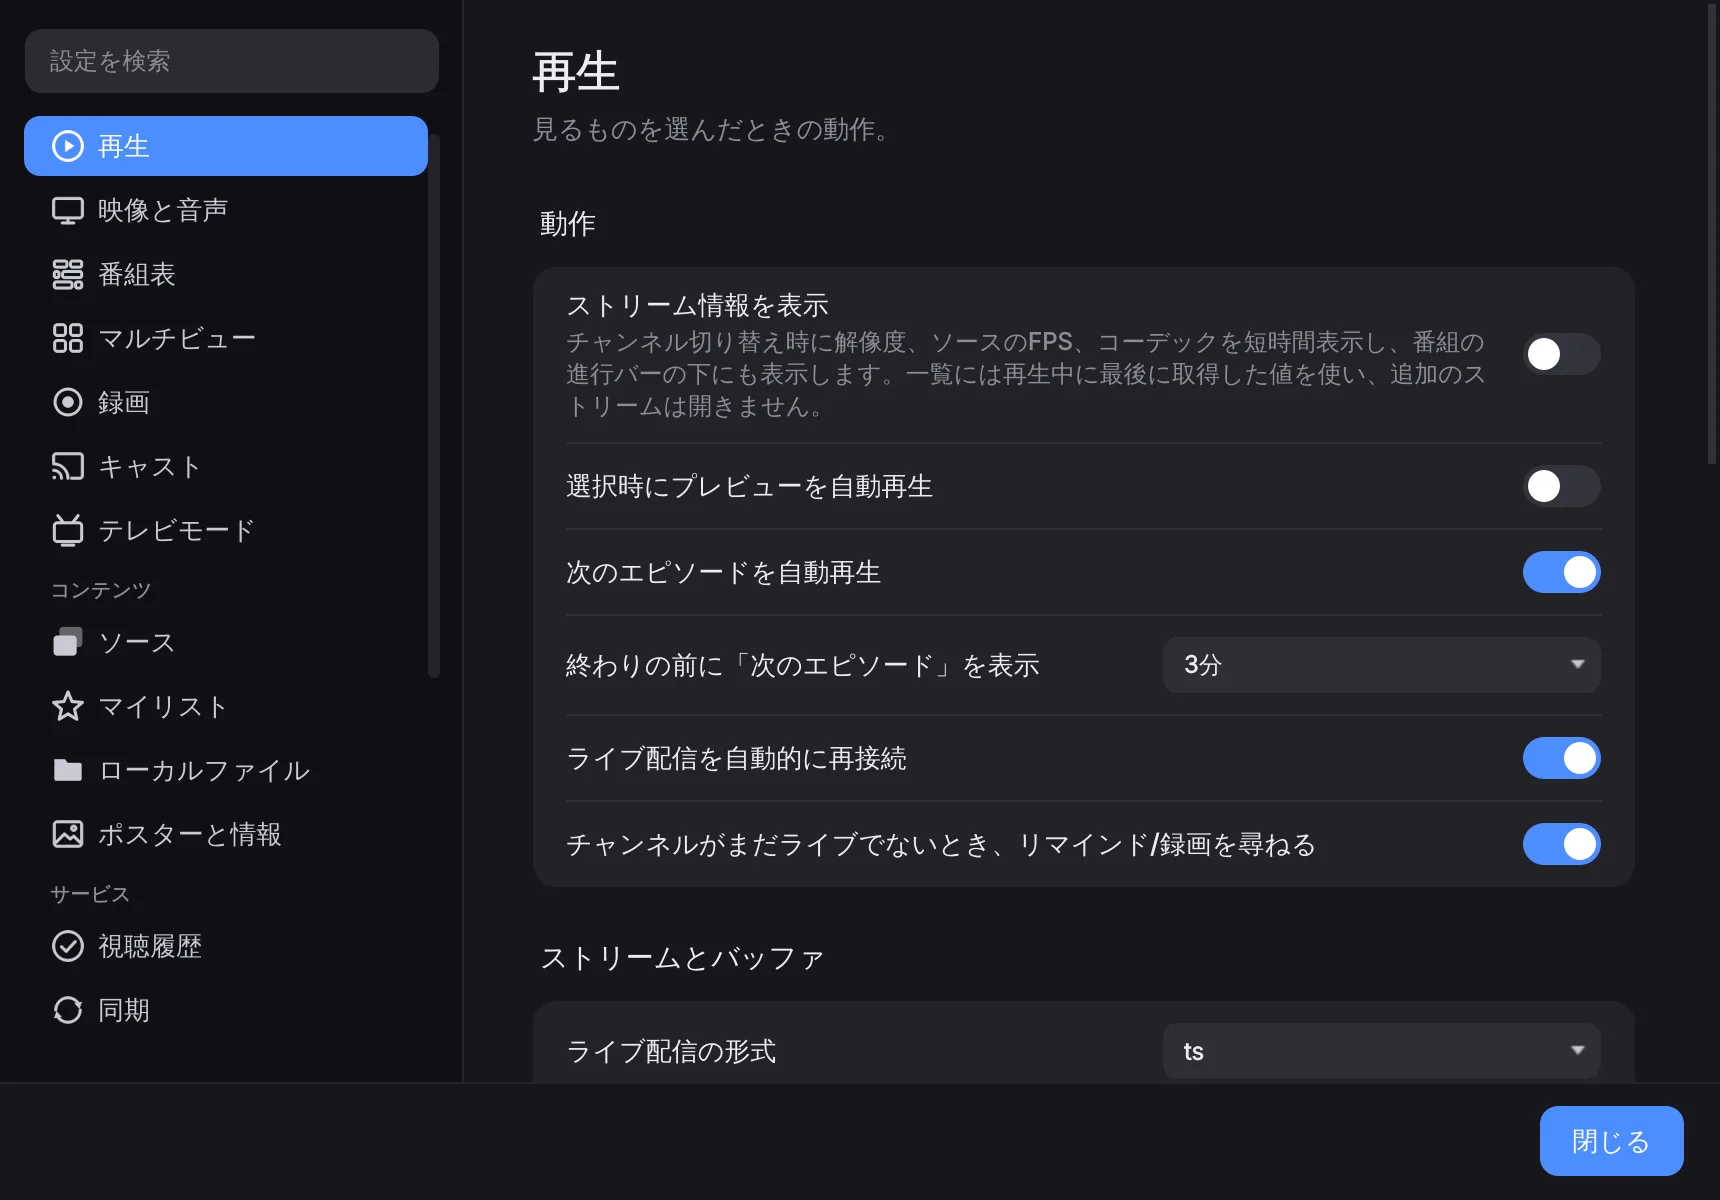 設定を検索
再生
映像と音声
番組表
マルチビュー
録画
キャスト
テレビモード
コンテンツ
ソース
マイリスト
ローカルファイル
ポスターと情報
サービス
視聴履歴
同期
再生
見るものを選んだときの動作。
動作
ストリーム情報を表示
チャンネル切り替え時に解像度、ソースのFPS、コーデックを短時間表示し、番組の
進行バーの下にも表示します。一覧には再生中に最後に取得した値を使い、追加のス
トリームは開きません。
選択時にプレビューを自動再生
次のエピソードを自動再生
終わりの前に「次のエピソード」を表示
3分
ライブ配信を自動的に再接続
チャンネルがまだライブでないとき、リマインド/録画を尋ねる
ストリームとバッファ
ライブ配信の形式
ts
閉じる